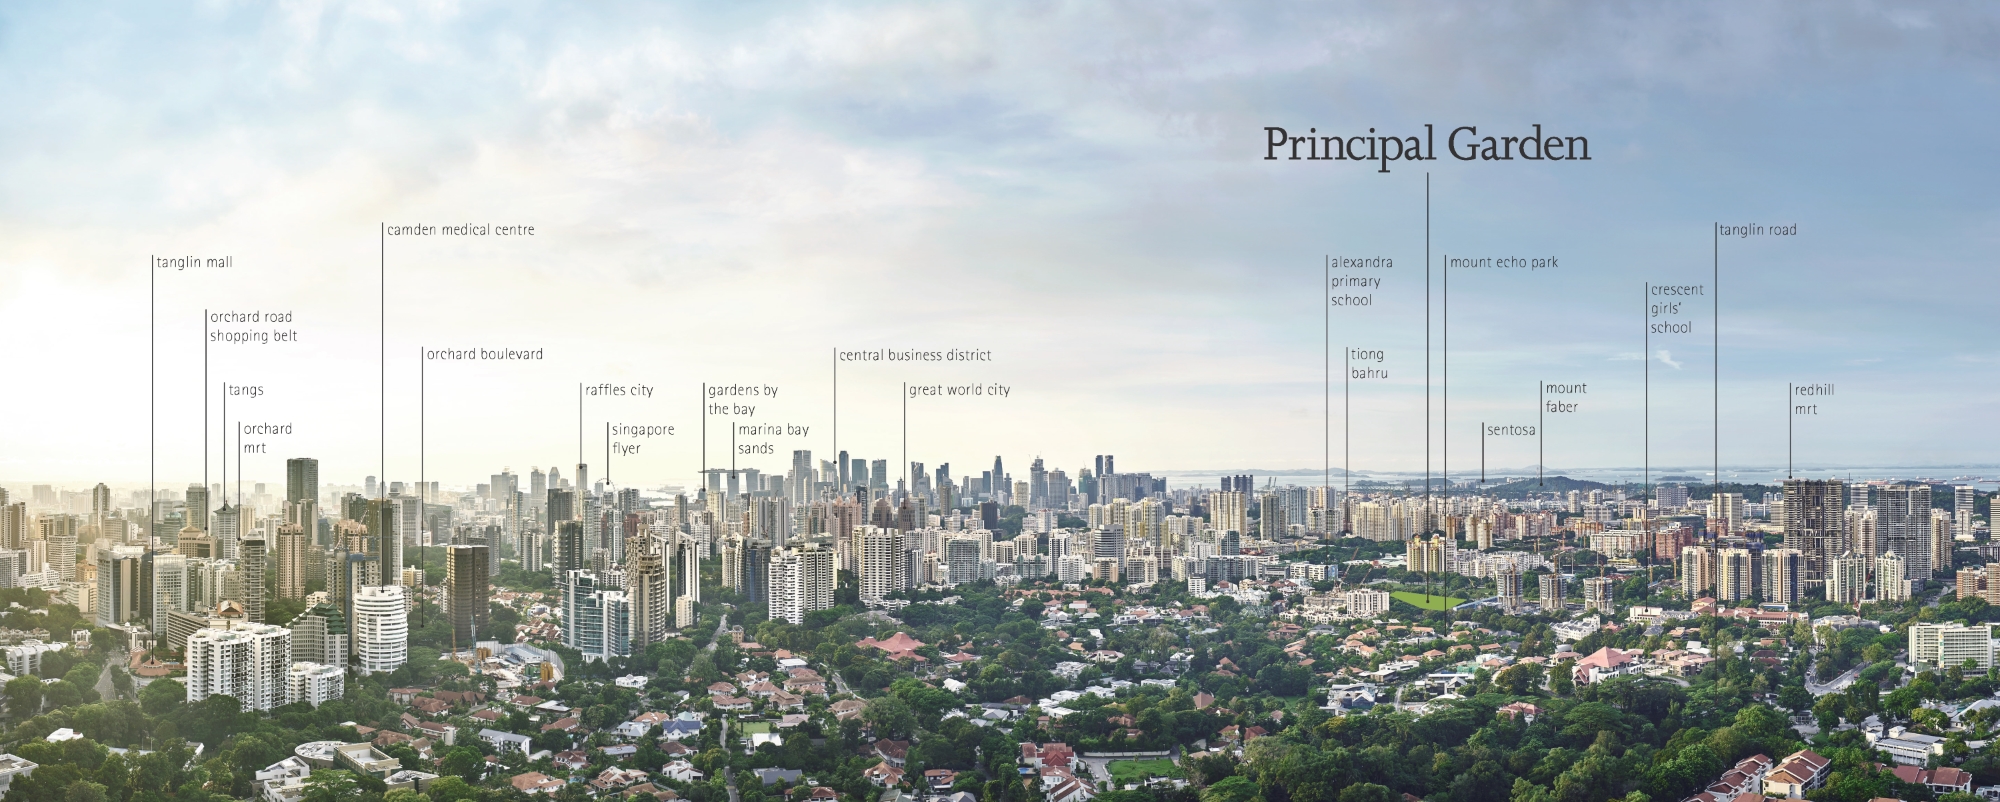 Principal Garden
camden medical centre
tanglin road
tanglin mall
alexandra
primary
school
mount echo park
crescent
girls'
school
orchard road
shopping belt
orchard boulevard
central business district
tiong
bahru
tangs
raffles city
gardens by
the bay
great world city
mount
faber
redhill
mrt
orchard
mrt
singapore
flyer
marina bay
sands
sentosa